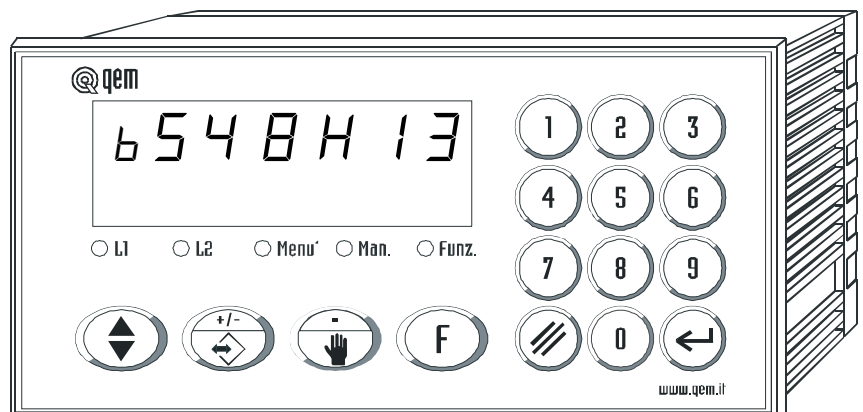 qem
b548H13
1 2 3
L1 L2 Menu' Man. Funz.
4 5 6
7 8 9
+/- - F 0
www.qem.it